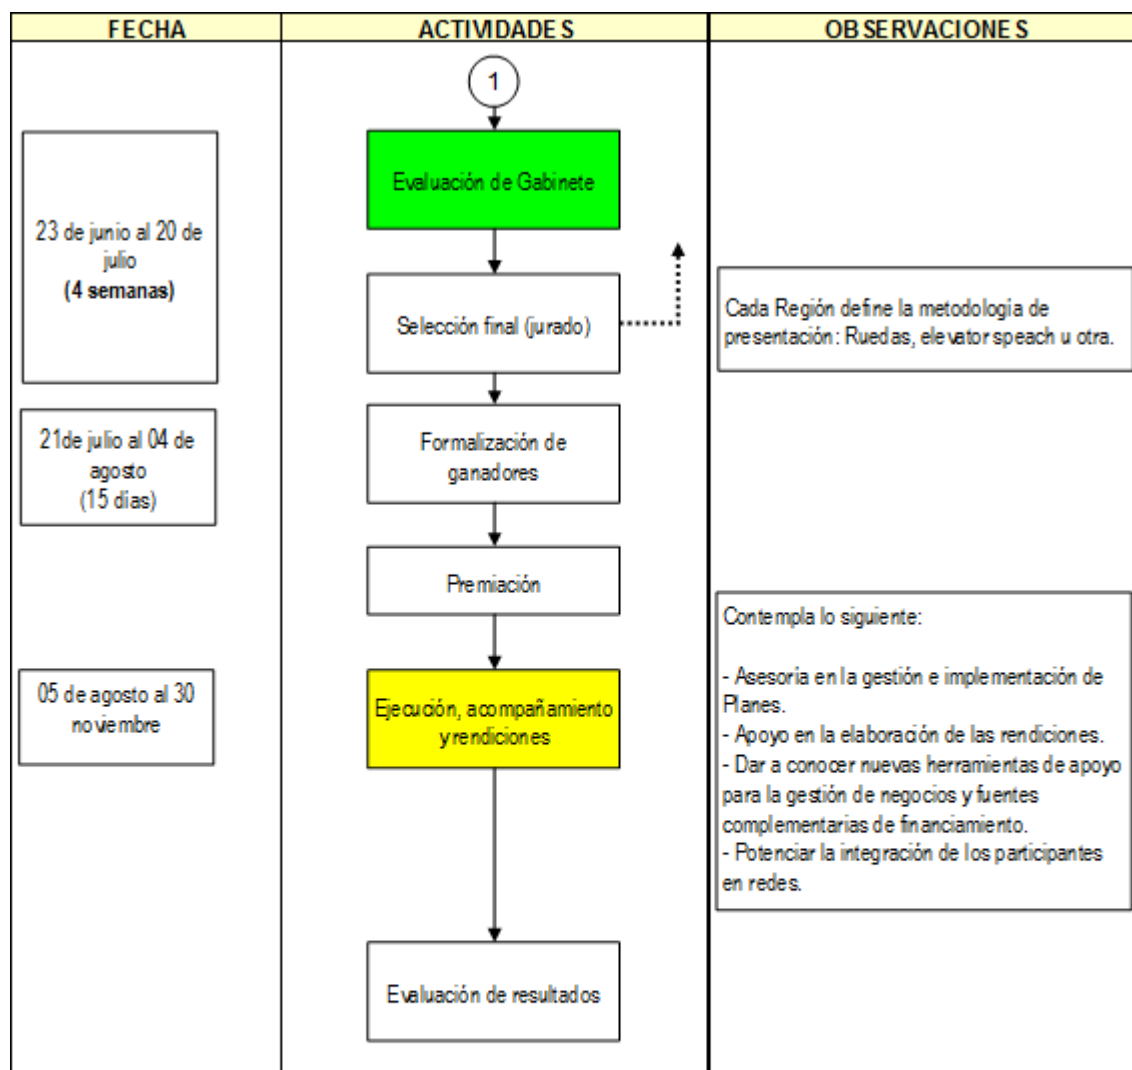 FECHA
ACTIVIDADES
OBSERVACIONES
1
Evaluación de Gabinete
23 de junio al 20 de
julio
(4 semanas)
Selección final (jurado)
Cada Región define la metodología de
presentación: Ruedas, elevator speach u otra.
21de julio al 04 de
agosto
(15 días)
Formalización de
ganadores
Premiación
05 de agosto al 30
noviembre
Ejecución, acompañamiento
y rendiciones
Contempla lo siguiente:
- Asesoría en la gestión e implementación de
Planes.
- Apoyo en la elaboración de las rendiciones.
- Dar a conocer nuevas herramientas de apoyo
para la gestión de negocios y fuentes
complementarias de financiamiento.
- Potenciar la integración de los participantes
en redes.
Evaluación de resultados